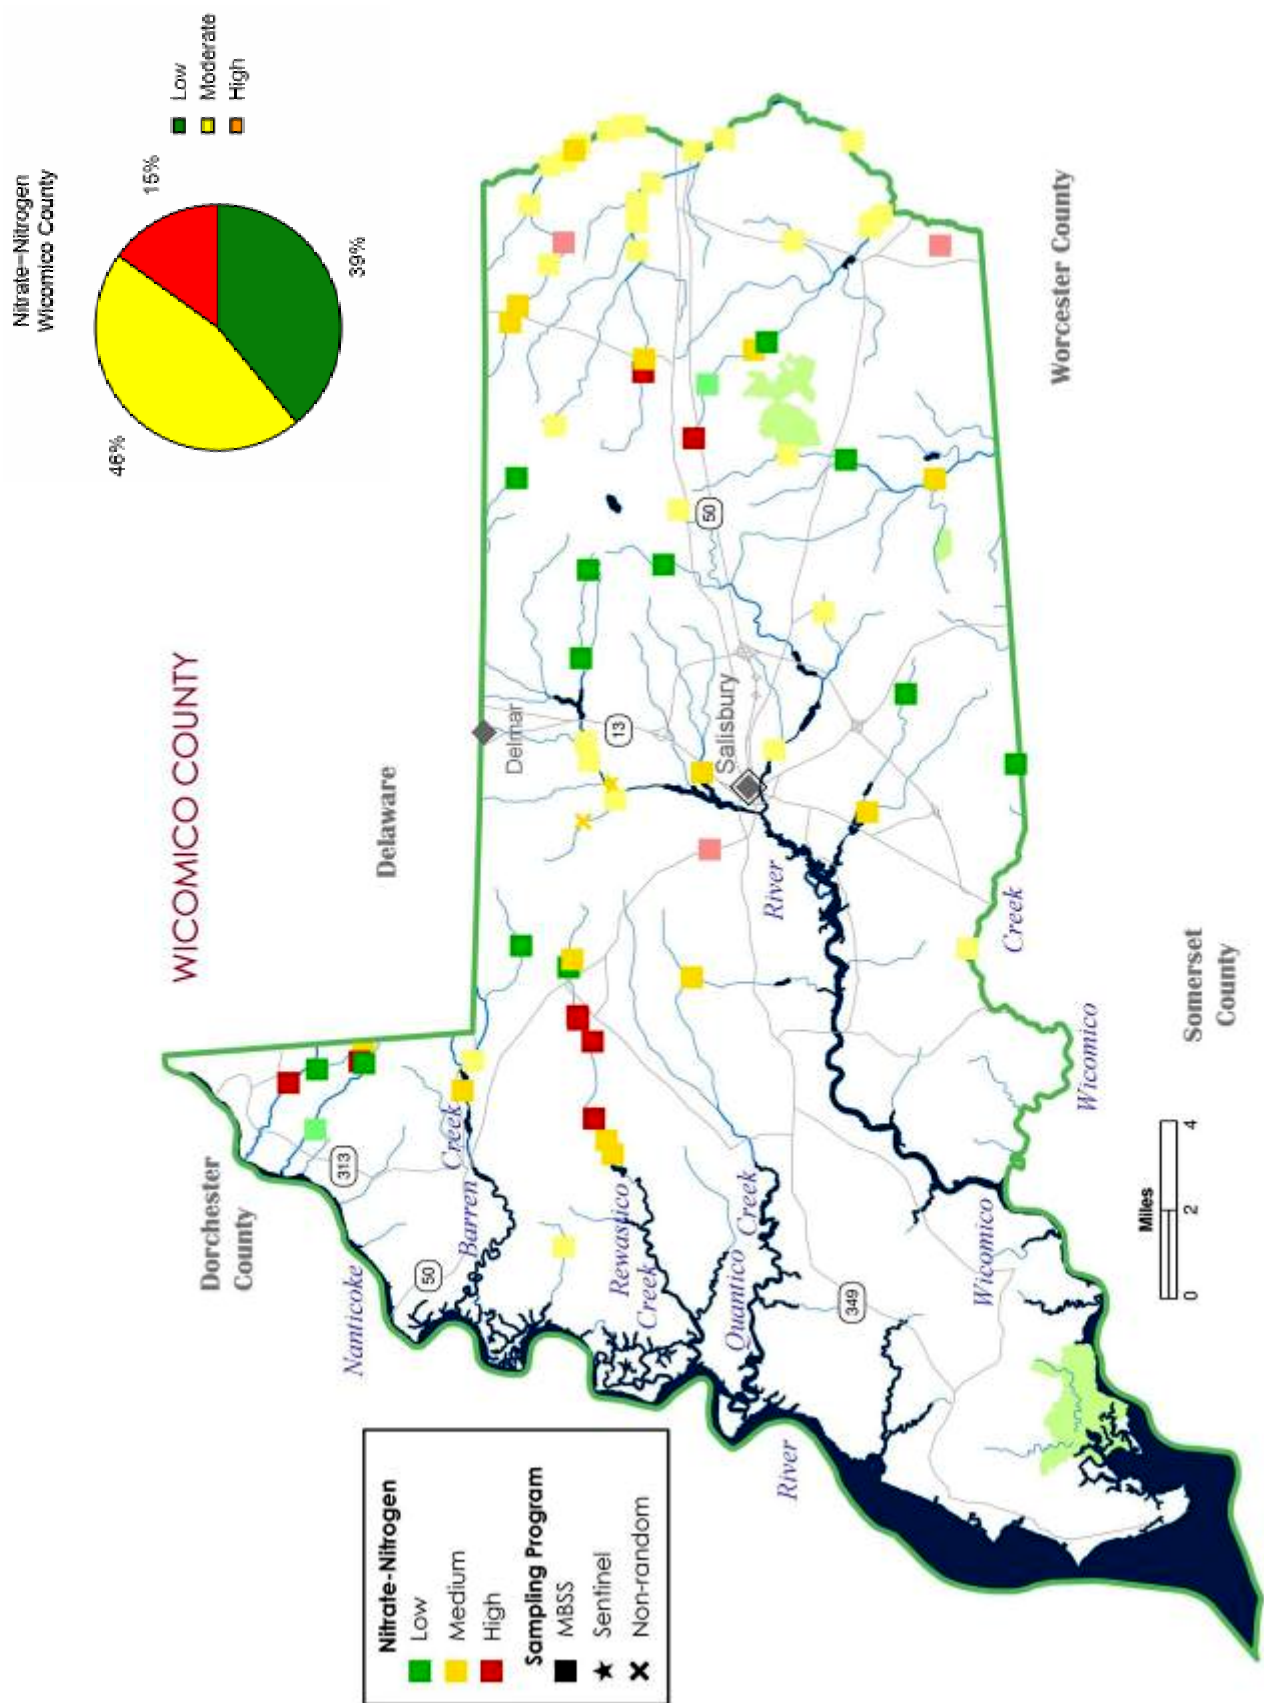 WICOMICO COUNTY
Nitrate-Nitrogen
Wicomico County
46%
15%
39%
Low
Moderate
High
Delaware
Dorchester
County
Worcester County
Somerset
County
Delmar
Salisbury
13
50
313
50
349
Nanticoke
River
Barren
Creek
Rewastico
Creek
Quantico
Creek
Wicomico
River
Wicomico
Creek
Miles
0
2
4
Nitrate-Nitrogen
Low
Medium
High
Sampling Program
MBSS
Sentinel
Non-random